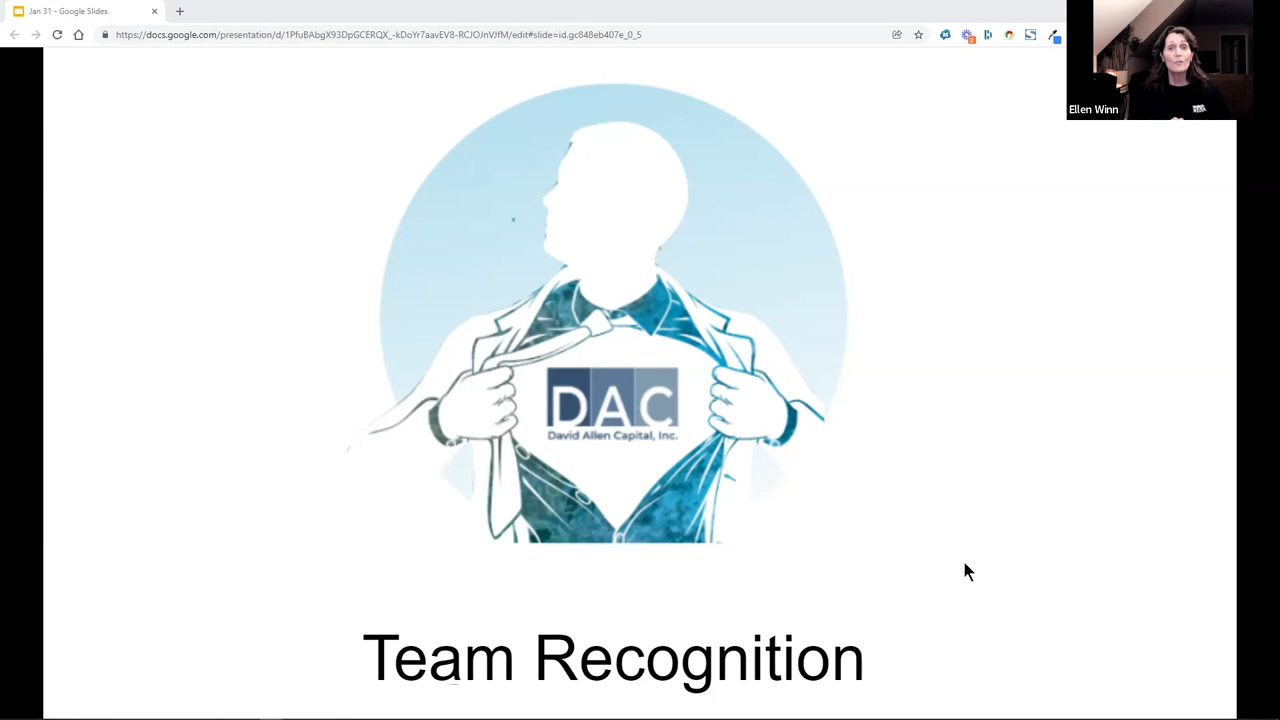 Jan 31 - Google Slides
https://docs.google.com/presentation/d/1PfuBAbgX93DpGCERQX_-kDoYr7aavEV8-RCJOJnVJfM/edit#slide=id.gc848eb407e_0_5
2
Ellen Winn
DAC
David Allen Capital, Inc.
Team Recognition